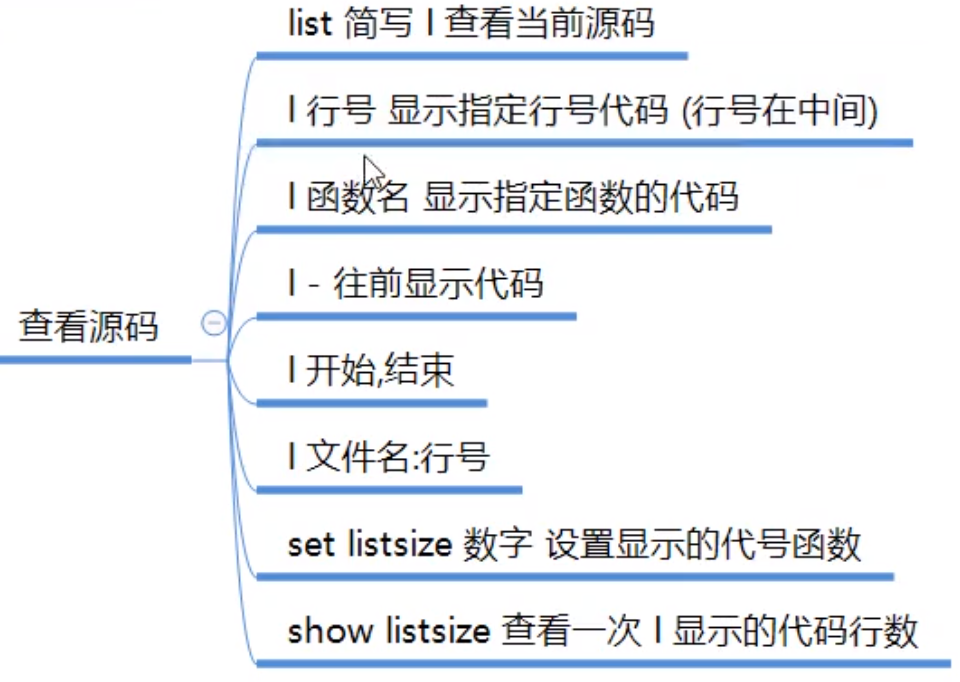 list 简写 l 查看当前源码
l 行号 显示指定行号代码 (行号在中间)
l 函数名 显示指定函数的代码
l - 往前显示代码
查看源码
l 开始,结束
l 文件名:行号
set listsize 数字 设置显示的代号函数
show listsize 查看一次 l 显示的代码行数